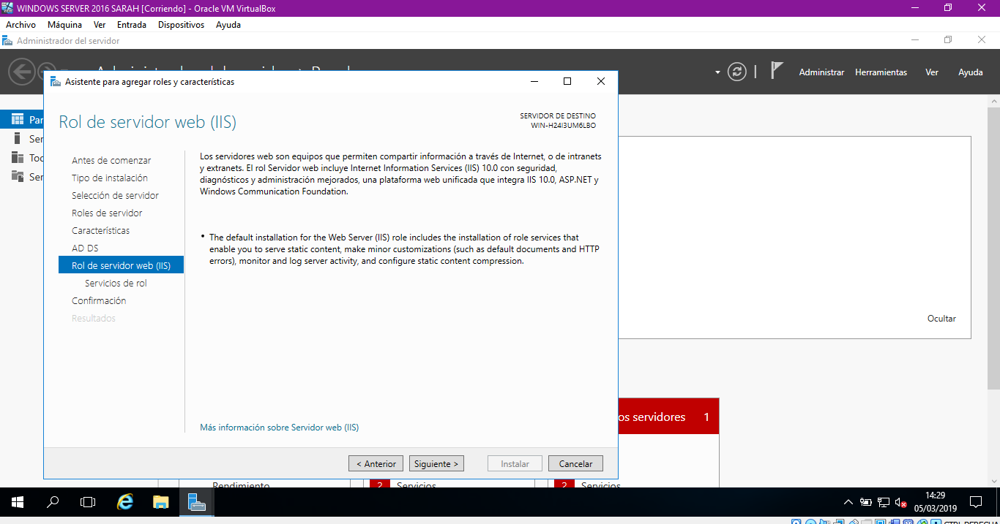 WINDOWS SERVER 2016 SARAH [Corriendo] - Oracle VM VirtualBox
Archivo Máquina Ver Entrada Dispositivos Ayuda
Administrador del servidor
Administrar Herramientas Ver Ayuda
Asistente para agregar roles y características
Rol de servidor web (IIS)
SERVIDOR DE DESTINO
WIN-H24I3UM6LBO
Par
Ser
Too
Ser
Antes de comenzar
Tipo de instalación
Selección de servidor
Roles de servidor
Características
AD DS
Rol de servidor web (IIS)
Servicios de rol
Confirmación
Resultados
Los servidores web son equipos que permiten compartir información a través de Internet, o de intranets
y extranets. El rol Servidor web incluye Internet Information Services (IIS) 10.0 con seguridad,
diagnósticos y administración mejorados, una plataforma web unificada que integra IIS 10.0, ASP.NET y
Windows Communication Foundation.
• The default installation for the Web Server (IIS) role includes the installation of role services that
enable you to serve static content, make minor customizations (such as default documents and HTTP
errors), monitor and log server activity, and configure static content compression.
Más información sobre Servidor web (IIS)
< Anterior Siguiente > Instalar Cancelar
Ocultar
os servidores 1
Rendimiento 2 Servicios 2 Servicios
14:29
05/03/2019
CTRL DERECHA